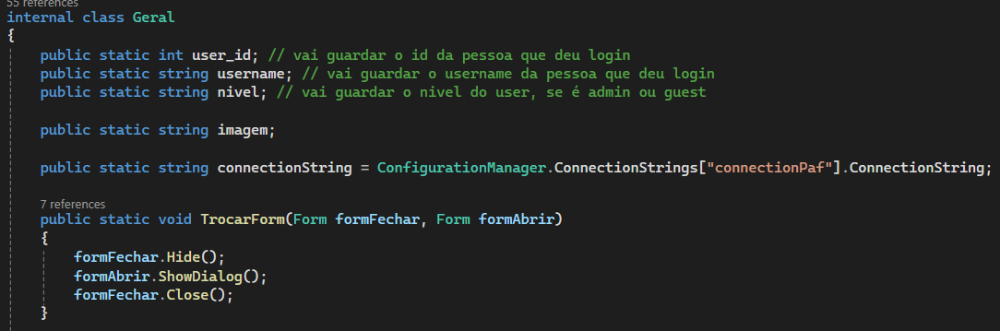 55 references
internal class Geral
{
public static int user_id; // vai guardar o id da pessoa que deu login
public static string username; // vai guardar o username da pessoa que deu login
public static string nivel; // vai guardar o nivel do user, se é admin ou guest
public static string imagem;
public static string connectionString = ConfigurationManager.ConnectionStrings["connectionPaf"].ConnectionString;
7 references
public static void TrocarForm(Form formFechar, Form formAbrir)
{
formFechar.Hide();
formAbrir.ShowDialog();
formFechar.Close();
}